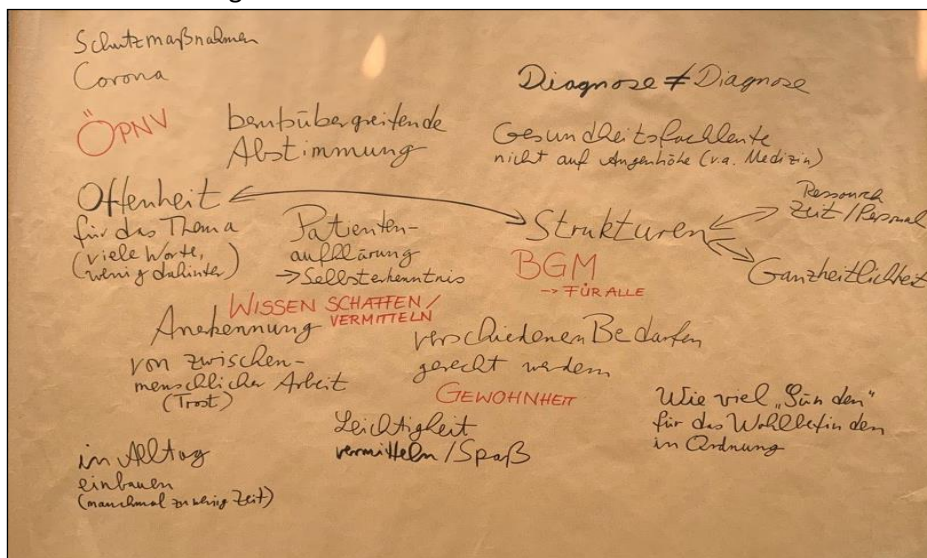 Schutzmaßnahmen
Corona
ÖPNV
berufsübergreifende
Abstimmung
Diagnose ≠ Diagnose
Gesundheitsfachleute
nicht auf Augenhöhe (v.a. Medizin)
Offenheit
für das Thema
(viele Worte,
wenig dahinter)
Patienten-
aufklärung
→ Selbsterkenntnis
Strukturen
Ressourcen
Zeit/Personal
Ganzheitlichkeit
BGM
→ FÜR ALLE
WISSEN SCHAFFEN/
VERMITTELN
Anerkennung
von zwischen-
menschlicher Arbeit
(Trost)
verschiedenen Bedarfen
gerecht werden
GEWOHNHEIT
Leichtigkeit
vermitteln/Spaß
Wie viel „Sünden"
für das Wohlbefinden
in Ordnung
in Alltag
einbauen
(manchmal zu wenig Zeit)